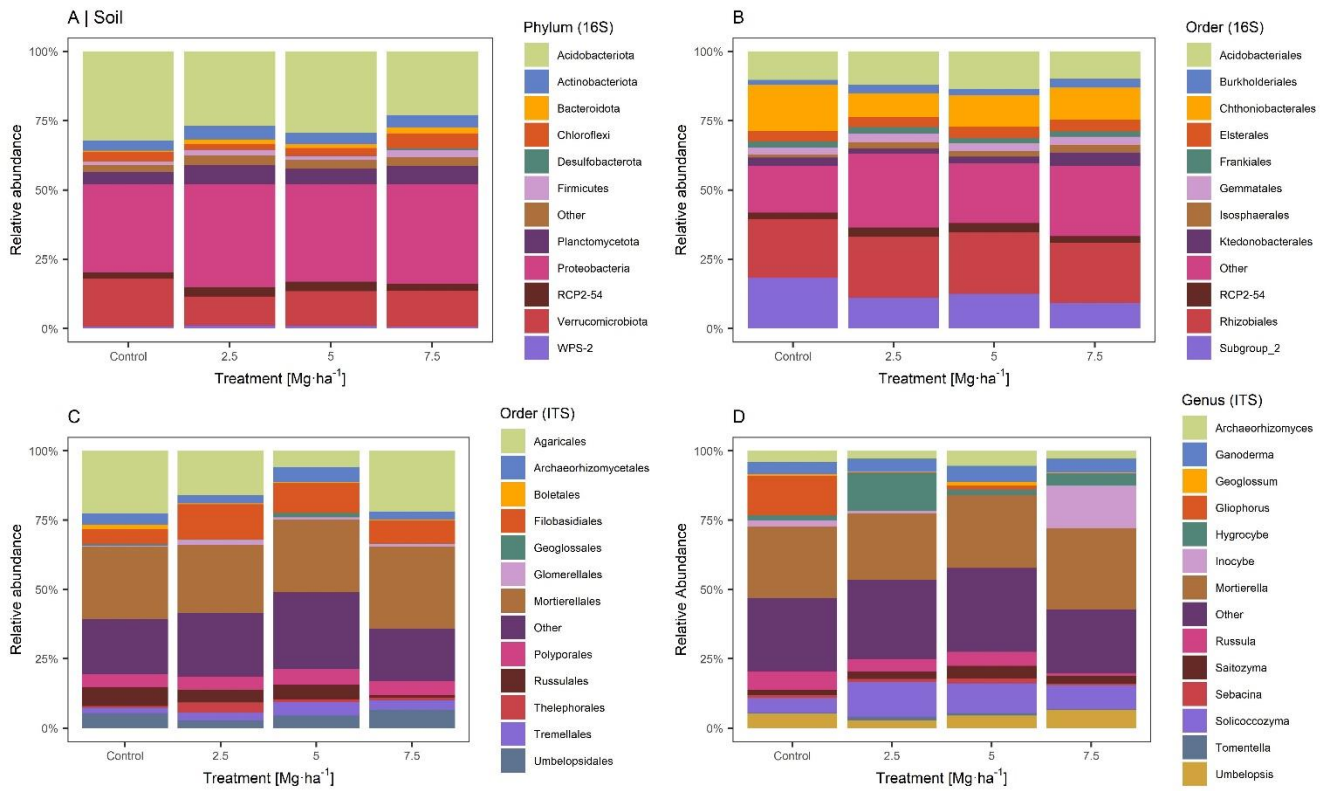 A | Soil
Phylum (16S)
100%
75%
50%
25%
0%
Relative abundance
Control
2.5
5
7.5
Treatment [Mg·ha⁻¹]
Acidobacteriota
Actinobacteriota
Bacteroidota
Chloroflexi
Desulfobacterota
Firmicutes
Other
Planctomycetota
Proteobacteria
RCP2-54
Verrucomicrobiota
WPS-2
B
Order (16S)
100%
75%
50%
25%
0%
Relative abundance
Control
2.5
5
7.5
Treatment [Mg·ha⁻¹]
Acidobacteriales
Burkholderiales
Chthoniobacterales
Elsterales
Frankiales
Gemmatales
Isosphaerales
Ktedonobacterales
Other
RCP2-54
Rhizobiales
Subgroup_2
C
Order (ITS)
100%
75%
50%
25%
0%
Relative abundance
Control
2.5
5
7.5
Treatment [Mg·ha⁻¹]
Agaricales
Archaeorhizomycetales
Boletales
Filobasidiales
Geoglossales
Glomerellales
Mortierellales
Other
Polyporales
Russulales
Thelephorales
Tremellales
Umbelopsidales
D
Genus (ITS)
100%
75%
50%
25%
0%
Relative Abundance
Control
2.5
5
7.5
Treatment [Mg·ha⁻¹]
Archaeorhizomyces
Ganoderma
Geoglossum
Gliophorus
Hygrocybe
Inocybe
Mortierella
Other
Russula
Saitozyma
Sebacina
Solicoccozyma
Tomentella
Umbelopsis